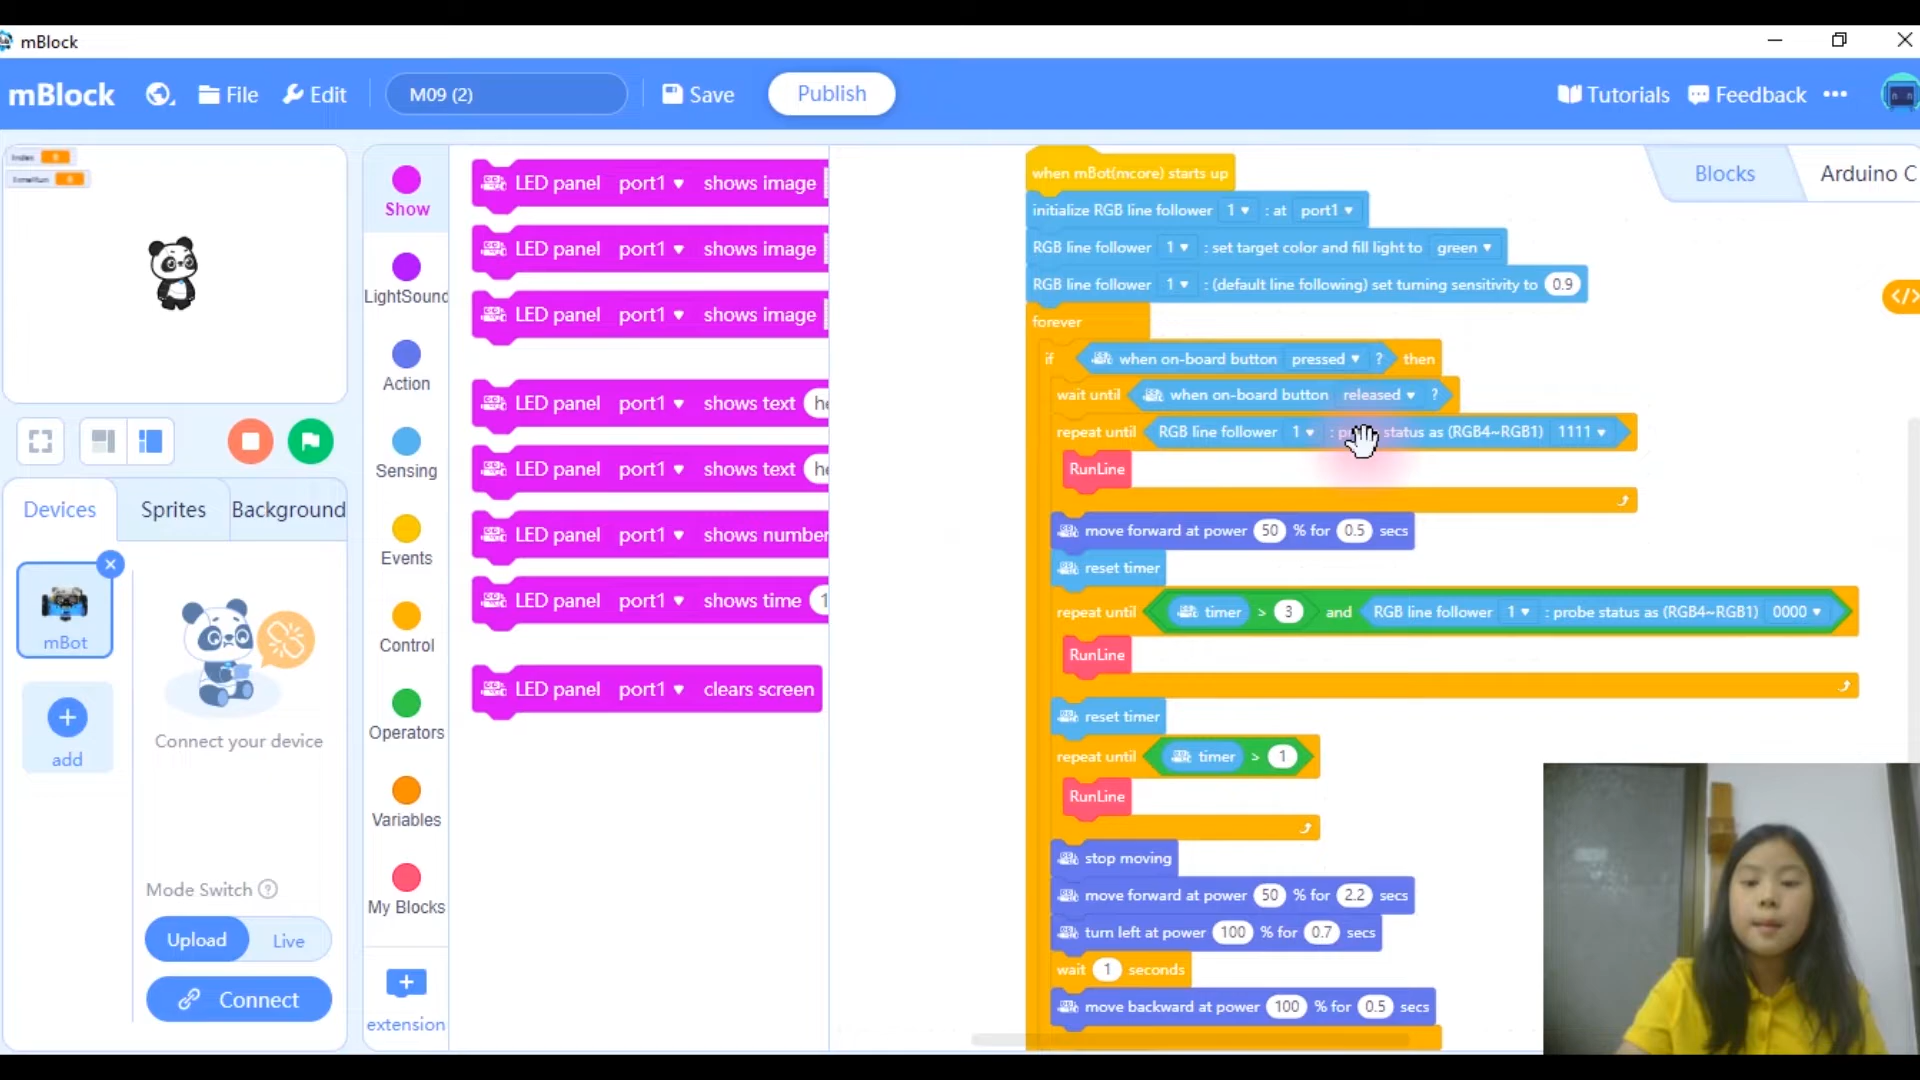 mBlock
mBlock File Edit M09 (2) Save Publish Tutorials Feedback
Index
Show
LightSound
Action
Sensing
Events
Control
Operators
Variables
My Blocks
extension
LED panel port1 shows image
LED panel port1 shows image
LED panel port1 shows image
LED panel port1 shows text he
LED panel port1 shows text he
LED panel port1 shows number
LED panel port1 shows time 1
LED panel port1 clears screen
Blocks Arduino C
</>
when mBot(mcore) starts up
initialize RGB line follower 1 : at port1
RGB line follower 1 : set target color and fill light to green
RGB line follower 1 : (default line following) set turning sensitivity to 0.9
forever
if when on-board button pressed ? then
wait until when on-board button released ?
repeat until RGB line follower 1 : status as (RGB4~RGB1) 1111
RunLine
move forward at power 50 % for 0.5 secs
reset timer
repeat until timer > 3 and RGB line follower 1 : probe status as (RGB4~RGB1) 0000
RunLine
reset timer
repeat until timer > 1
RunLine
stop moving
move forward at power 50 % for 2.2 secs
turn left at power 100 % for 0.7 secs
wait 1 seconds
move backward at power 100 % for 0.5 secs
Devices Sprites Background
mBot
add
Connect your device
Mode Switch ?
Upload Live
Connect